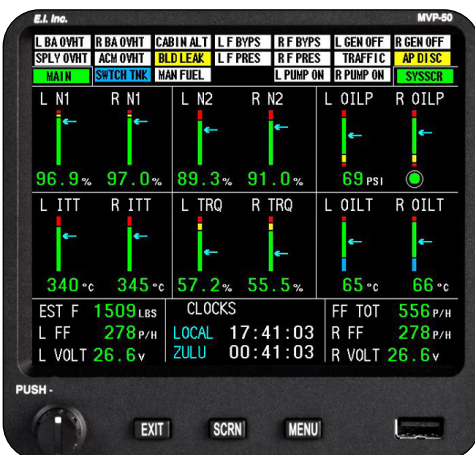 E.I. Inc. MVP-50
L BA OVHT R BA OVHT CABIN ALT L F BYPS R F BYPS L GEN OFF R GEN OFF
SPLY OVHT ACM OVHT BLD LEAK L F PRES R F PRES TRAFFIC AP DISC
MAIN SWTCH TNK MAN FUEL L PUMP ON R PUMP ON SYSSCR
L N1 R N1 L N2 R N2 L OILP R OILP
96.9% 97.0% 89.3% 91.0% 69 PSI
L ITT R ITT L TRQ R TRQ L OILT R OILT
340 °C 345 °C 57.2% 55.5% 65 °C 66 °C
EST F 1509 LBS CLOCKS FF TOT 556 P/H
L FF 278 P/H LOCAL 17:41:03 R FF 278 P/H
L VOLT 26.6V ZULU 00:41:03 R VOLT 26.6V
PUSH -
EXIT SCRN MENU